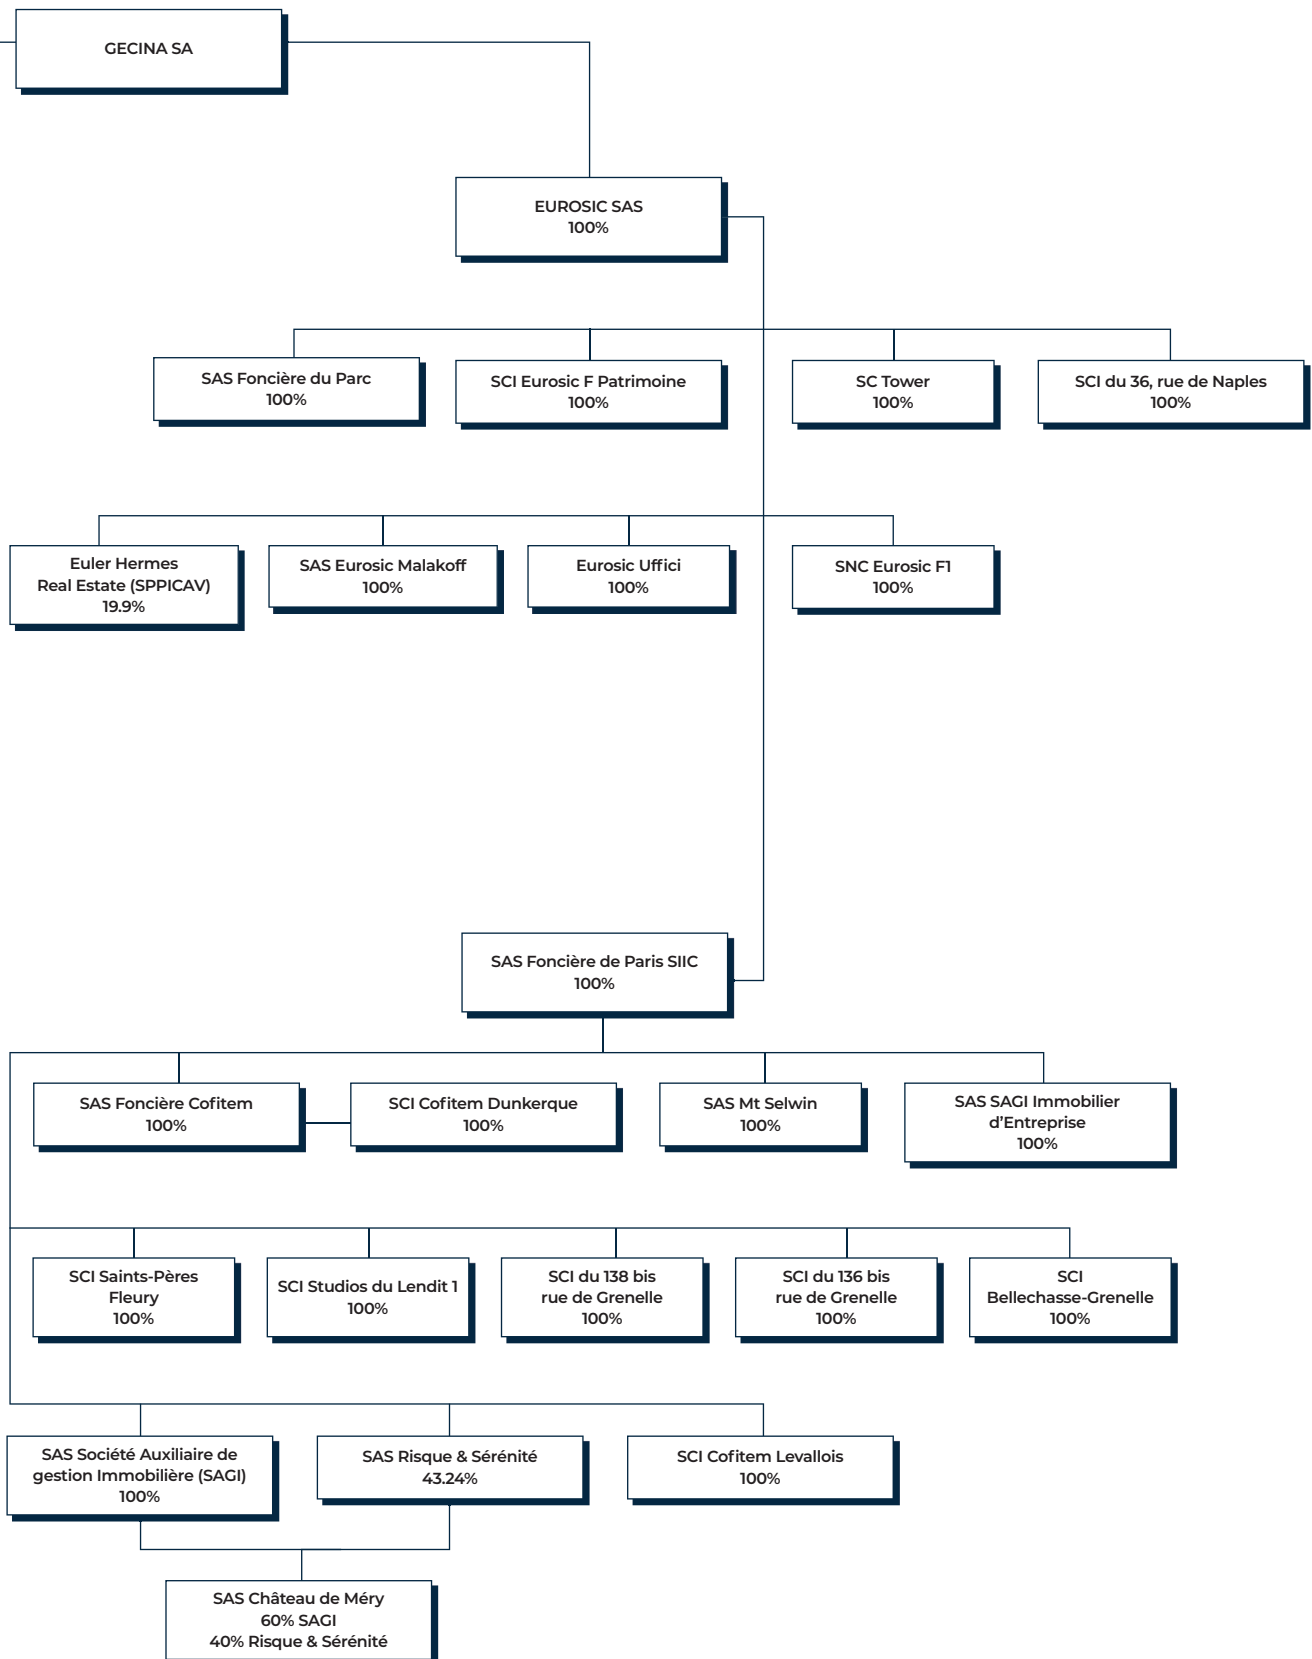 GECINA SA
EUROSIC SAS
100%
SAS Foncière du Parc
100%
SCI Eurosic F Patrimoine
100%
SC Tower
100%
SCI du 36, rue de Naples
100%
Euler Hermes
Real Estate (SPPICAV)
19.9%
SAS Eurosic Malakoff
100%
Eurosic Uffici
100%
SNC Eurosic F1
100%
SAS Foncière de Paris SIIC
100%
SAS Foncière Cofitem
100%
SCI Cofitem Dunkerque
100%
SAS Mt Selwin
100%
SAS SAGI Immobilier
d’Entreprise
100%
SCI Saints-Pères
Fleury
100%
SCI Studios du Lendit 1
100%
SCI du 138 bis
rue de Grenelle
100%
SCI du 136 bis
rue de Grenelle
100%
SCI
Bellechasse-Grenelle
100%
SAS Société Auxiliaire de
gestion Immobilière (SAGI)
100%
SAS Risque & Sérénité
43.24%
SCI Cofitem Levallois
100%
SAS Château de Méry
60% SAGI
40% Risque & Sérénité